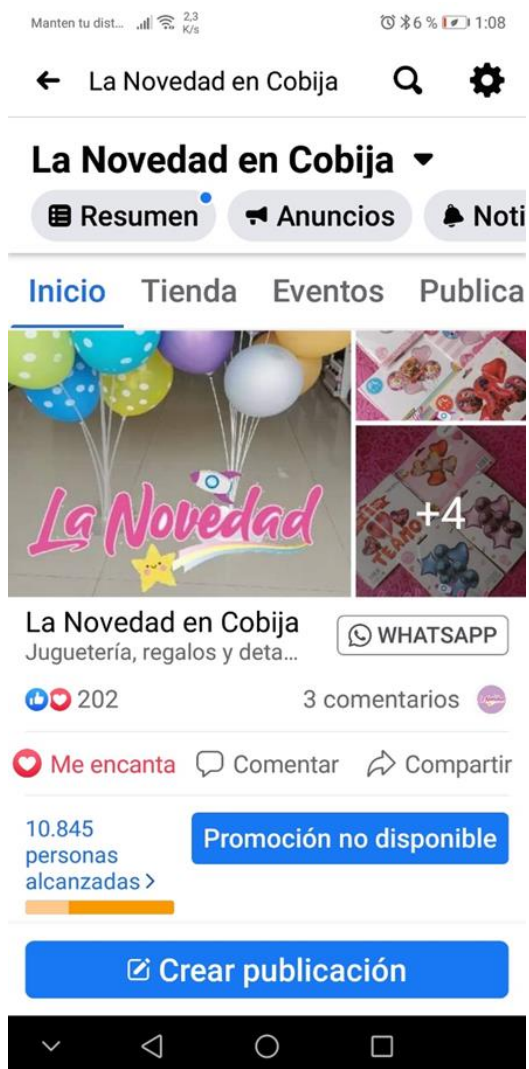 Manten tu dist... 2,3 K/s 6 % 1:08
La Novedad en Cobija
La Novedad en Cobija
Resumen Anuncios Noti
Inicio Tienda Eventos Publica
La Novedad
+4
TEAMO
La Novedad en Cobija
Juguetería, regalos y deta...
WHATSAPP
202 3 comentarios
Me encanta Comentar Compartir
10.845
personas
alcanzadas >
Promoción no disponible
Crear publicación